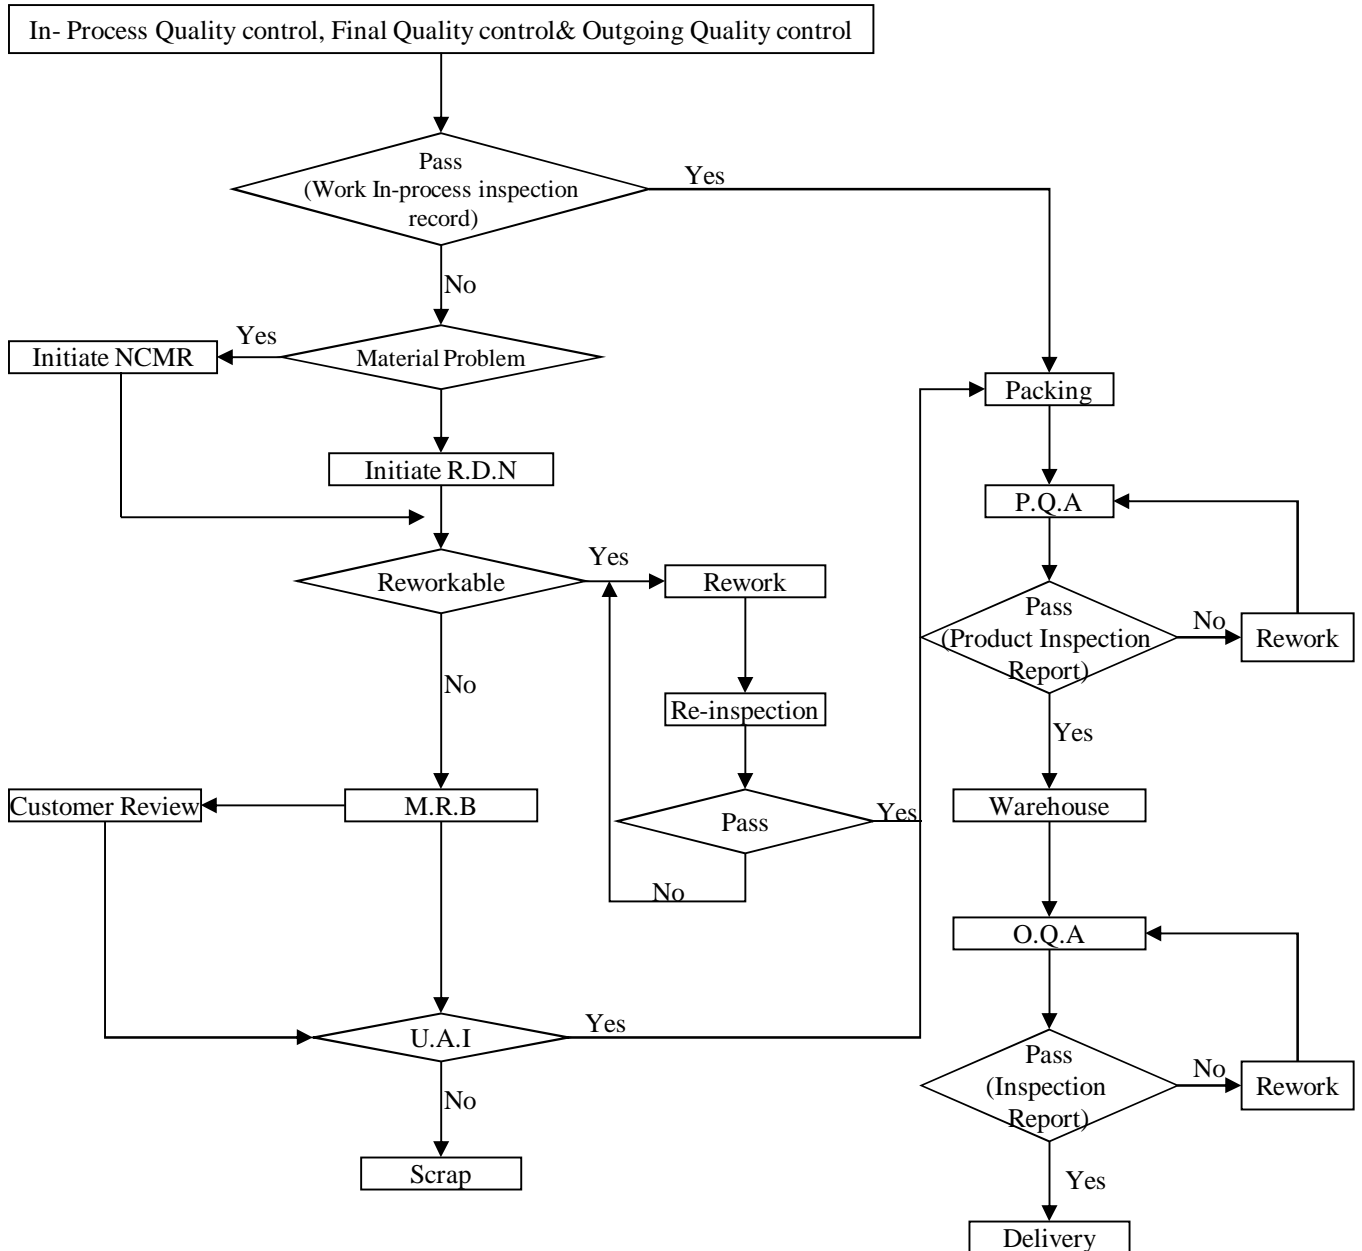 In- Process Quality control, Final Quality control& Outgoing Quality control
Pass
(Work In-process inspection
record)
Yes
No
Yes
Initiate NCMR
Material Problem
Packing
Initiate R.D.N
P.Q.A
Yes
Reworkable
Rework
Pass
(Product Inspection
Report)
No
Rework
No
Re-inspection
Yes
Customer Review
M.R.B
Pass
Yes
Warehouse
No
O.Q.A
U.A.I
Yes
Pass
(Inspection
Report)
No
Rework
No
Scrap
Yes
Delivery